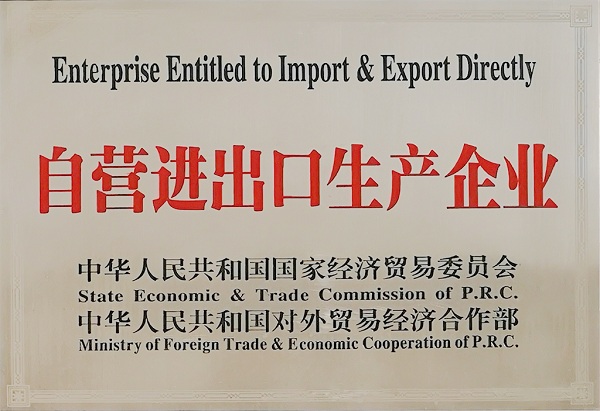 Enterprise Entitled to Import & Export Directly
自营进出口生产企业
中华人民共和国国家经济贸易委员会
State Economic & Trade Commission of P.R.C.
中华人民共和国对外贸易经济合作部
Ministry of Foreign Trade & Economic Cooperation of P.R.C.